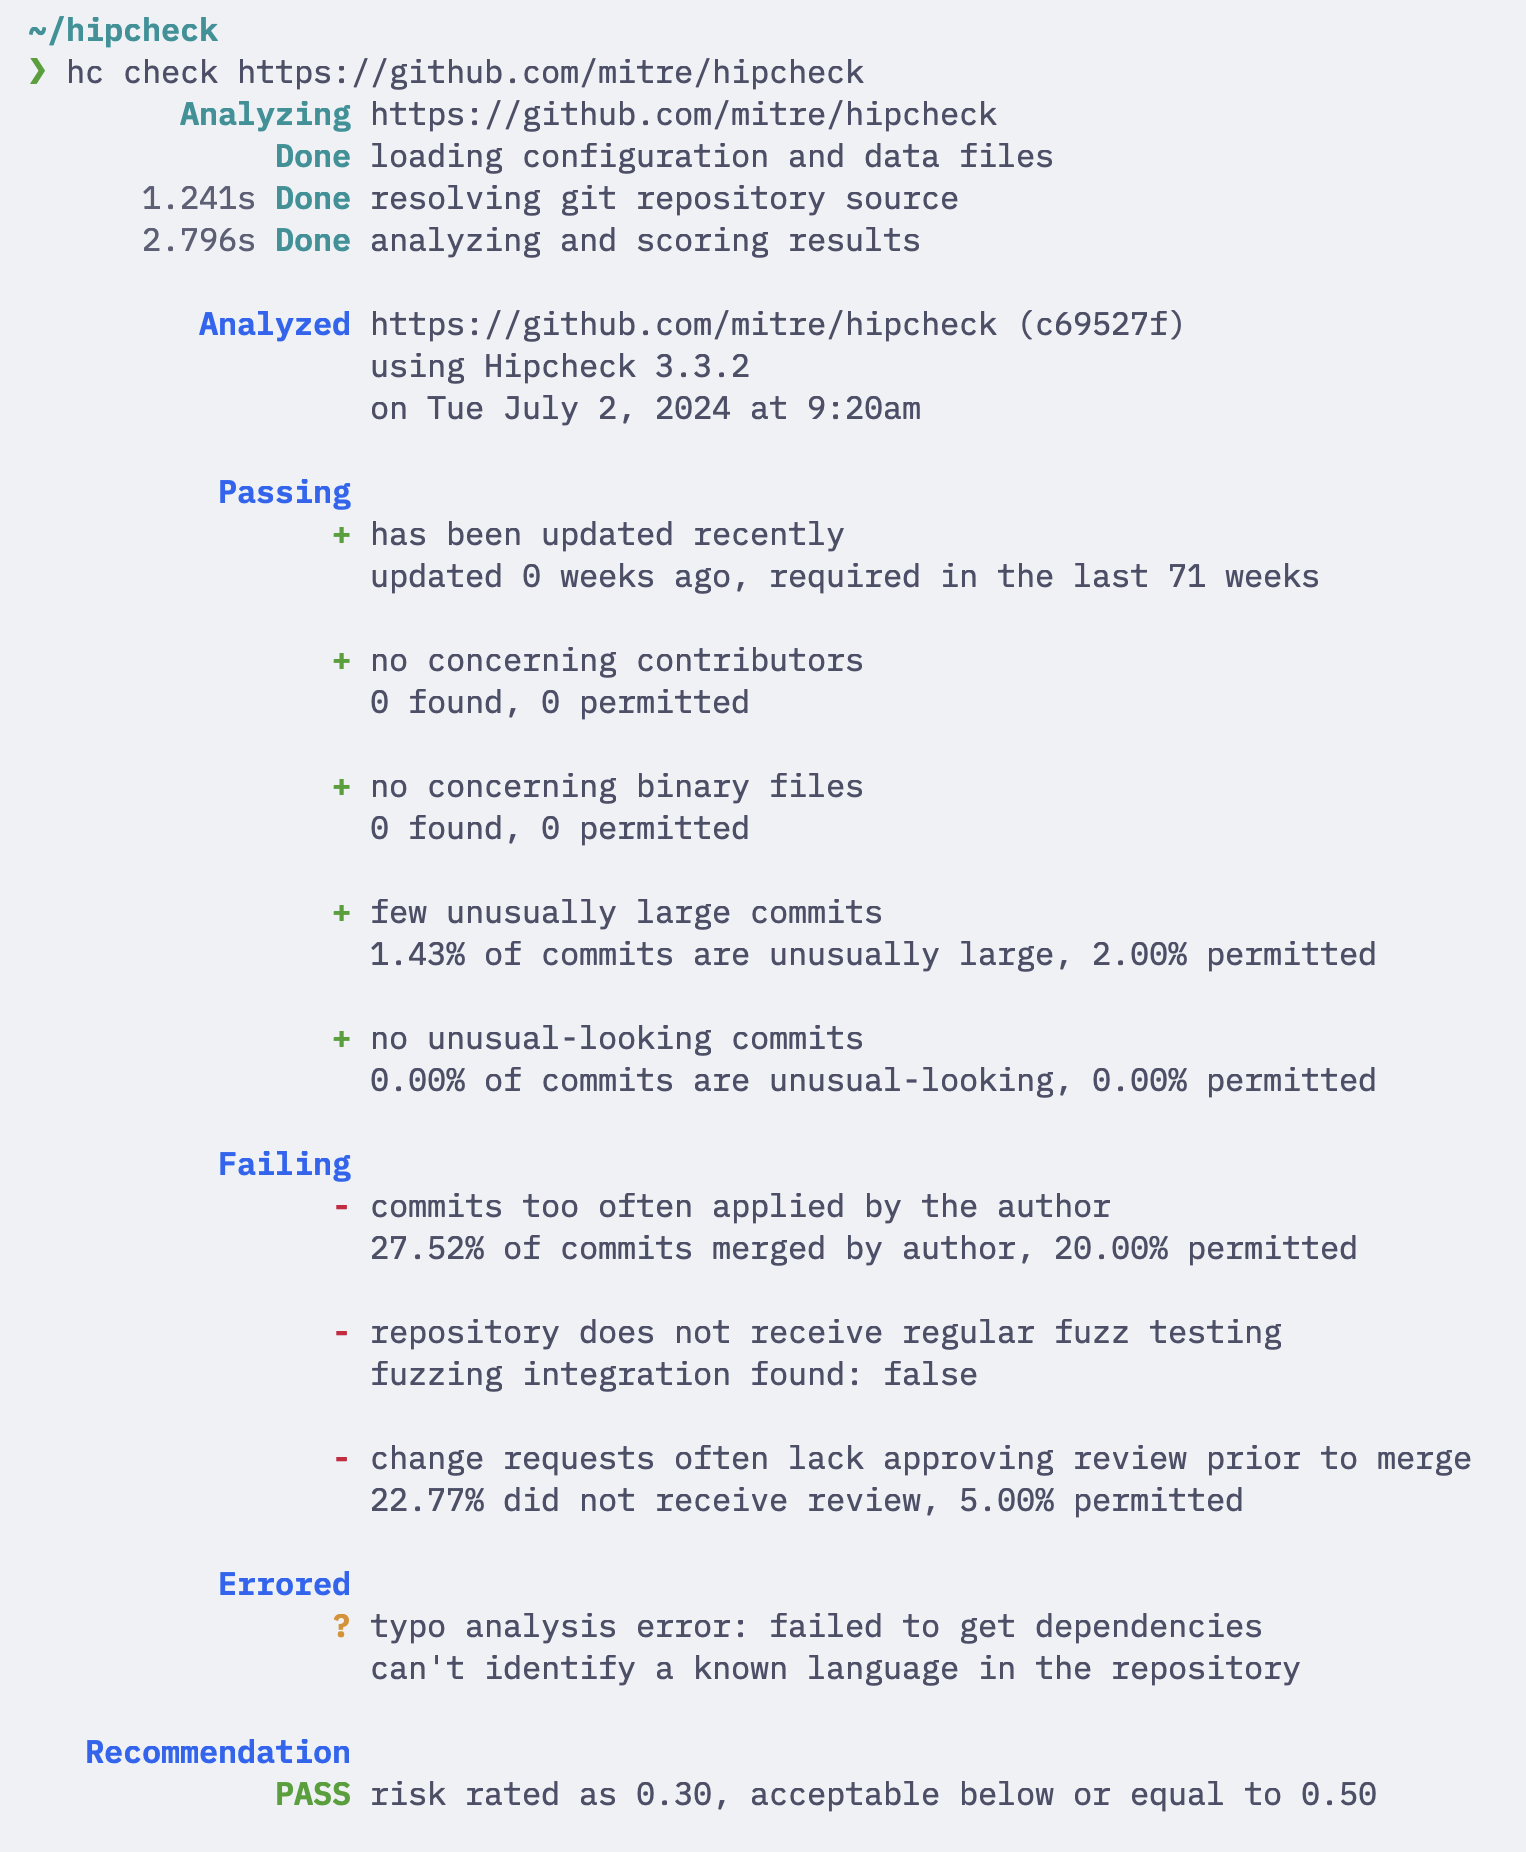 ~/hipcheck
❯ hc check https://github.com/mitre/hipcheck
Analyzing https://github.com/mitre/hipcheck
Done loading configuration and data files
1.241s Done resolving git repository source
2.796s Done analyzing and scoring results
Analyzed https://github.com/mitre/hipcheck (c69527f)
using Hipcheck 3.3.2
on Tue July 2, 2024 at 9:20am
Passing
+ has been updated recently
updated 0 weeks ago, required in the last 71 weeks
+ no concerning contributors
0 found, 0 permitted
+ no concerning binary files
0 found, 0 permitted
+ few unusually large commits
1.43% of commits are unusually large, 2.00% permitted
+ no unusual-looking commits
0.00% of commits are unusual-looking, 0.00% permitted
Failing
- commits too often applied by the author
27.52% of commits merged by author, 20.00% permitted
- repository does not receive regular fuzz testing
fuzzing integration found: false
- change requests often lack approving review prior to merge
22.77% did not receive review, 5.00% permitted
Errored
? typo analysis error: failed to get dependencies
can't identify a known language in the repository
Recommendation
PASS risk rated as 0.30, acceptable below or equal to 0.50